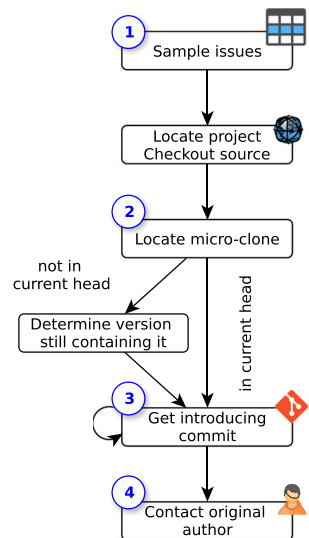 1
Sample issues
Locate project
Checkout source
2
Locate micro-clone
not in
current head
in current head
Determine version
still containing it
3
Get introducing
commit
4
Contact original
author